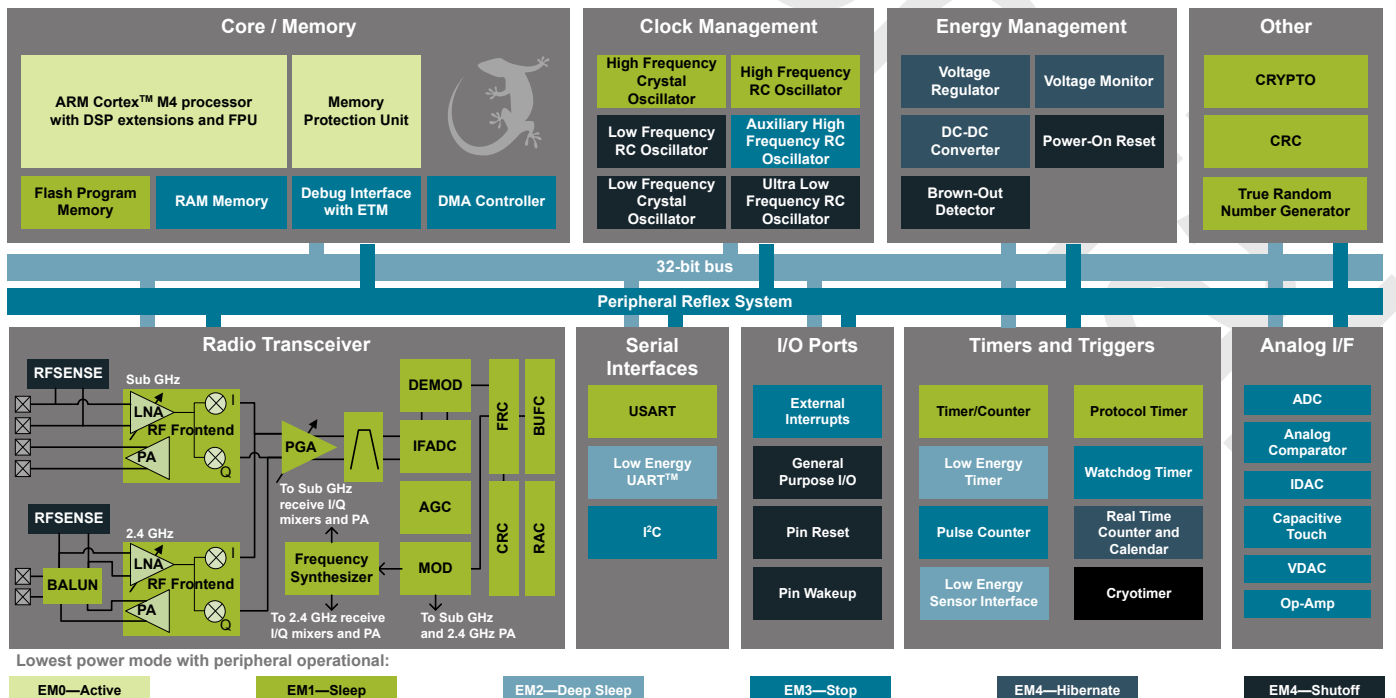 Core / Memory
ARM Cortex™ M4 processor
with DSP extensions and FPU
Memory
Protection Unit
Flash Program
Memory
RAM Memory
Debug Interface
with ETM
DMA Controller
Clock Management
High Frequency
Crystal
Oscillator
High Frequency
RC Oscillator
Low Frequency
RC Oscillator
Auxiliary High
Frequency RC
Oscillator
Low Frequency
Crystal
Oscillator
Ultra Low
Frequency RC
Oscillator
Energy Management
Voltage
Regulator
Voltage Monitor
DC-DC
Converter
Power-On Reset
Brown-Out
Detector
Other
CRYPTO
CRC
True Random
Number Generator
32-bit bus
Peripheral Reflex System
Radio Transceiver
RFSENSE
Sub GHz
LNA
I
RF Frontend
PA
Q
PGA
To Sub GHz
receive I/Q
mixers and PA
RFSENSE
2.4 GHz
LNA
I
BALUN
RF Frontend
PA
Q
Frequency
Synthesizer
To 2.4 GHz receive
I/Q mixers and PA
DEMOD
IFADC
AGC
MOD
To Sub GHz
and 2.4 GHz PA
FRC
BUFC
CRC
RAC
Serial
Interfaces
USART
Low Energy
UART™
I²C
I/O Ports
External
Interrupts
General
Purpose I/O
Pin Reset
Pin Wakeup
Timers and Triggers
Timer/Counter
Protocol Timer
Low Energy
Timer
Watchdog Timer
Pulse Counter
Real Time
Counter and
Calendar
Low Energy
Sensor Interface
Cryotimer
Analog I/F
ADC
Analog
Comparator
IDAC
Capacitive
Touch
VDAC
Op-Amp
Lowest power mode with peripheral operational:
EM0—Active
EM1—Sleep
EM2—Deep Sleep
EM3—Stop
EM4—Hibernate
EM4—Shutoff